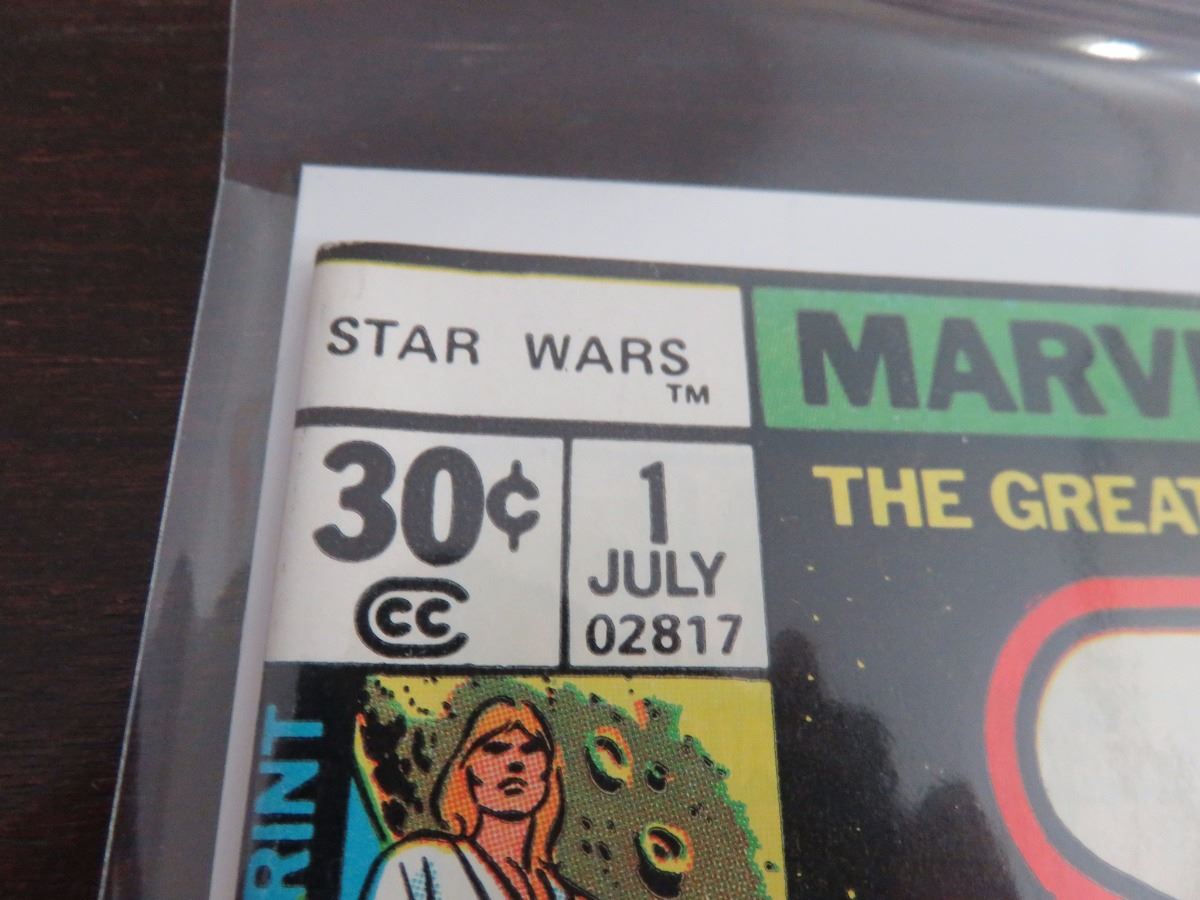 STAR WARS
TM
MARV
30¢
1
JULY
02817
CC
THE GREAT
RINT